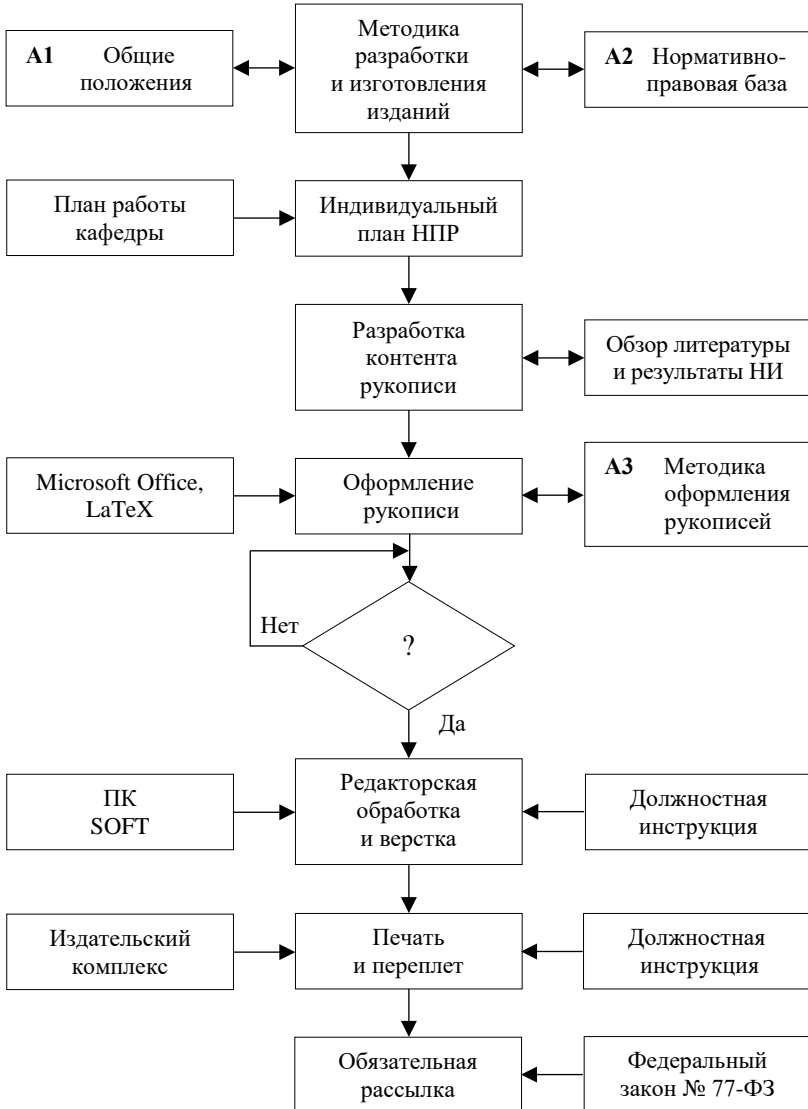 А1 Общие
положения
Методика
разработки
и изготовления
изданий
А2 Нормативно-
правовая база
План работы
кафедры
Индивидуальный
план НПР
Разработка
контента
рукописи
Обзор литературы
и результаты НИ
Microsoft Office,
LaTeX
Оформление
рукописи
А3 Методика
оформления
рукописей
Нет
?
Да
ПК
SOFT
Редакторская
обработка
и верстка
Должностная
инструкция
Издательский
комплекс
Печать
и переплет
Должностная
инструкция
Обязательная
рассылка
Федеральный
закон № 77-ФЗ